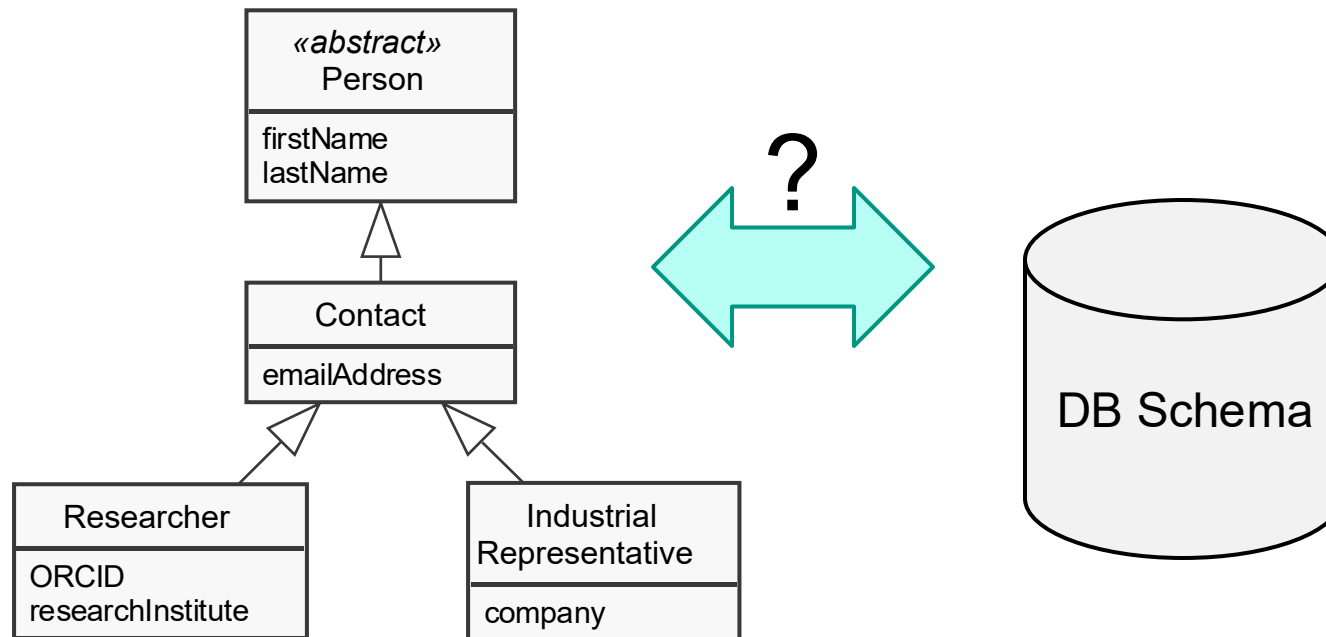 «abstract»
Person
firstName
lastName
?
Contact
emailAddress
DB Schema
Researcher
ORCID
researchInstitute
Industrial
Representative
company